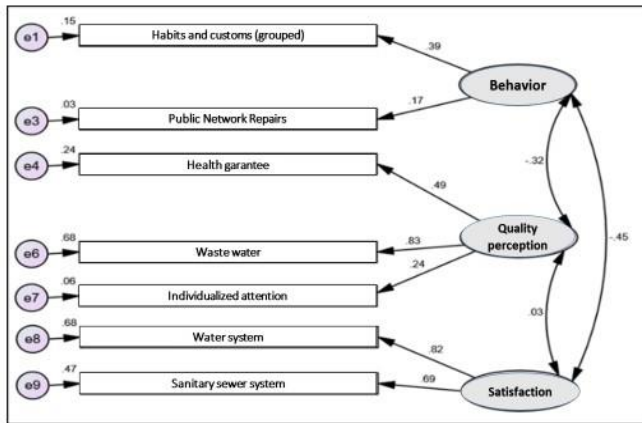 .15
e1
Habits and customs (grouped)
.39
Behavior
.03
e3
Public Network Repairs
.17
.24
e4
Health garantee
-.32
.49
Quality
perception
-.45
.68
e6
Waste water
.83
.24
.06
e7
Individualized attention
.68
e8
Water system
.03
.82
.47
e9
Sanitary sewer system
.69
Satisfaction